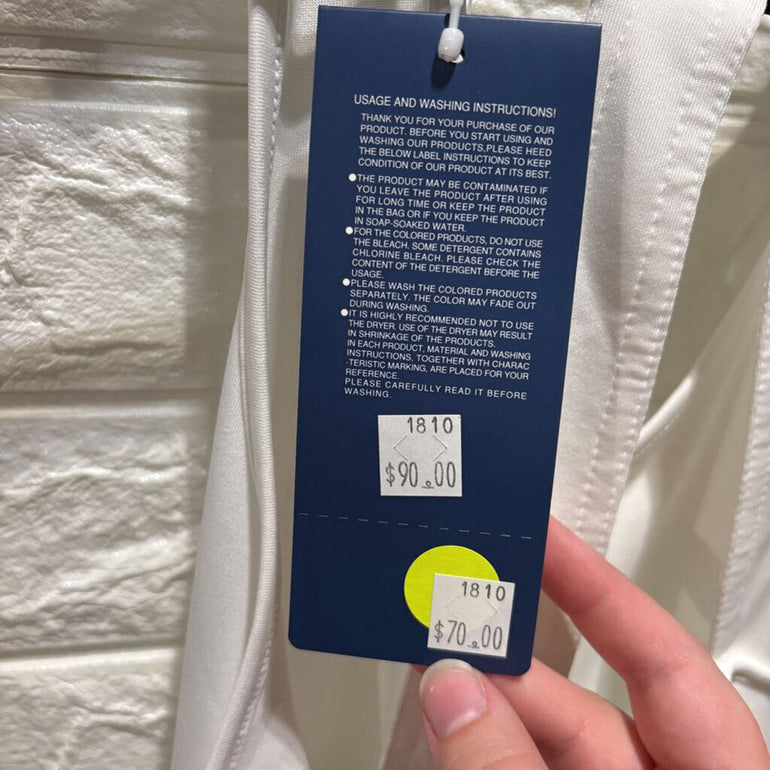 USAGE AND WASHING INSTRUCTIONS!
THANK YOU FOR YOUR PURCHASE OF OUR
PRODUCT. BEFORE YOU START USING AND
WASHING OUR PRODUCTS,PLEASE HEED
THE BELOW LABEL INSTRUCTIONS TO KEEP
CONDITION OF OUR PRODUCT AT ITS BEST.
●THE PRODUCT MAY BE CONTAMINATED IF
YOU LEAVE THE PRODUCT AFTER USING
FOR LONG TIME OR KEEP THE PRODUCT
IN THE BAG OR IF YOU KEEP THE PRODUCT
IN SOAP-SOAKED WATER.
●FOR THE COLORED PRODUCTS, DO NOT USE
THE BLEACH. SOME DETERGENT CONTAINS
CHLORINE BLEACH. PLEASE CHECK THE
CONTENT OF THE DETERGENT BEFORE THE
USAGE.
●PLEASE WASH THE COLORED PRODUCTS
SEPARATELY. THE COLOR MAY FADE OUT
DURING WASHING.
●IT IS HIGHLY RECOMMENDED NOT TO USE
THE DRYER. USE OF THE DRYER MAY RESULT
IN SHRINKAGE OF THE PRODUCTS.
IN EACH PRODUCT, MATERIAL AND WASHING
INSTRUCTIONS, TOGETHER WITH CHARAC
-TERISTIC MARKING, ARE PLACED FOR YOUR
REFERENCE.
PLEASE CAREFULLY READ IT BEFORE
WASHING.
1810
$90.00
1810
$70.00